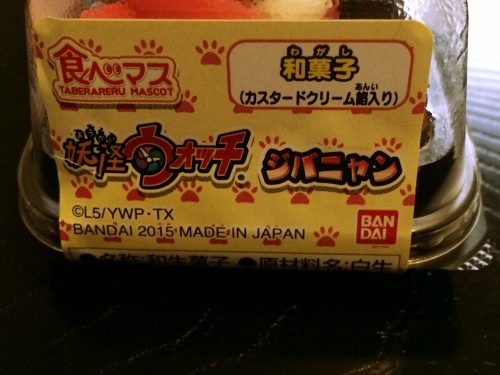 食べマス
TABERARERU MASCOT
わがし
和菓子
あんい
(カスタードクリーム餡入り)
ようかい
妖怪ウォッチ
ジバニャン
©L5/YWP・TX
BANDAI 2015 MADE IN JAPAN
BAN
DAI
●名称:和生菓子 ●原材料名:白生